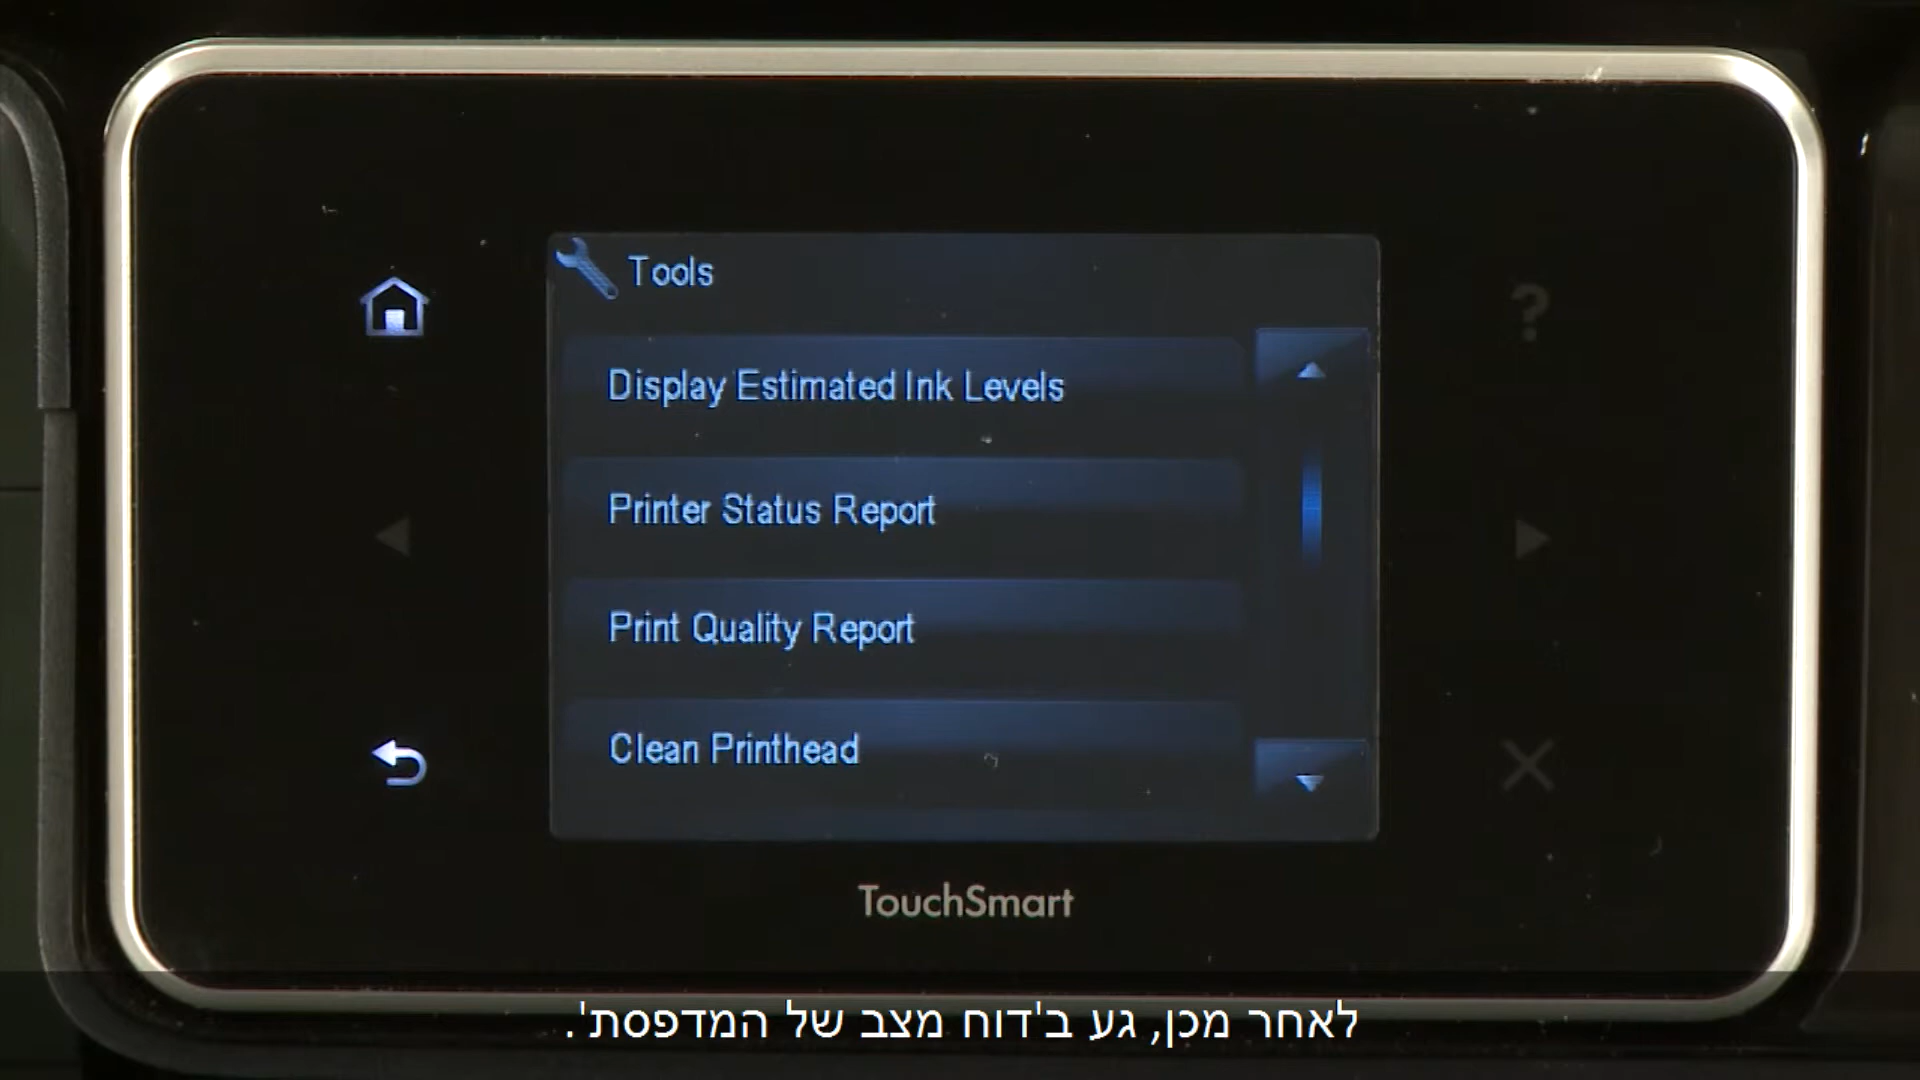 Tools
Display Estimated Ink Levels
Printer Status Report
Print Quality Report
Clean Printhead
TouchSmart
לאחר מכן, גע ב'דוח מצב של המדפסת'.